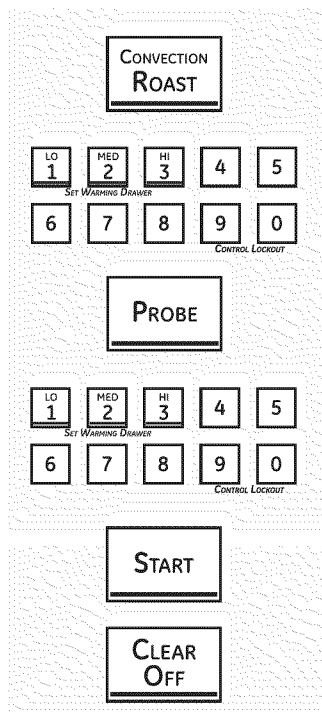 CONVECTION
ROAST
LO MED HI
1 2 3 4 5
SET WARMING DRAWER
6 7 8 9 0
CONTROL LOCKOUT
PROBE
LO MED HI
1 2 3 4 5
SET WARMING DRAWER
6 7 8 9 0
CONTROL LOCKOUT
START
CLEAR
OFF